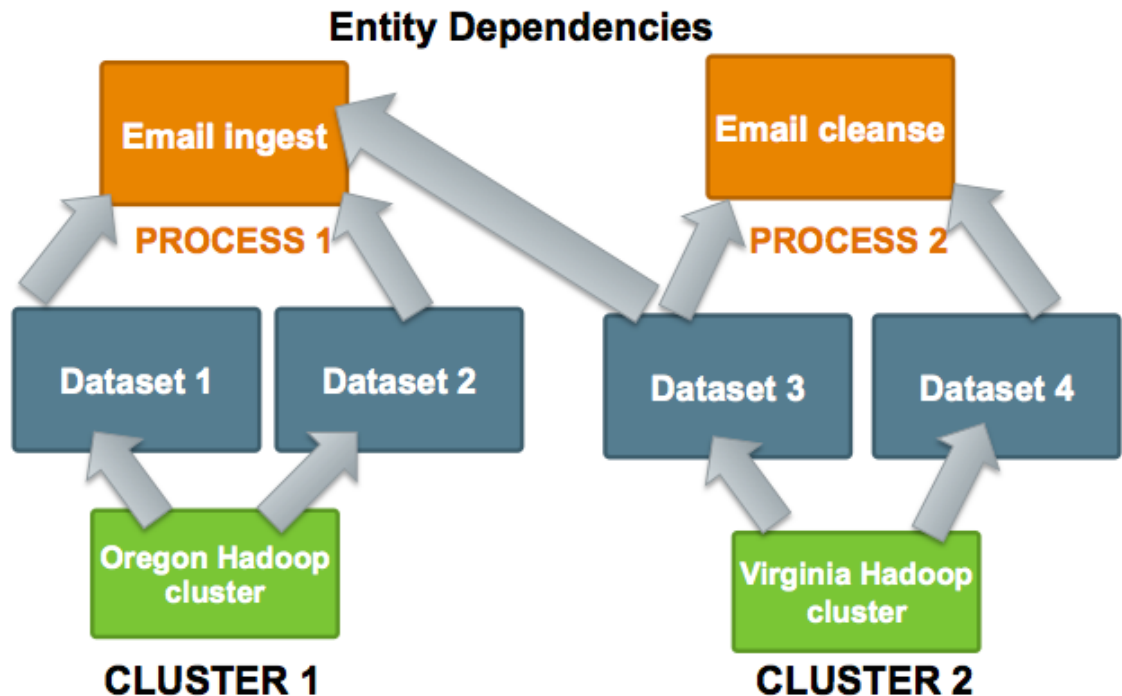 Entity Dependencies
Email ingest
Email cleanse
PROCESS 1
PROCESS 2
Dataset 1
Dataset 2
Dataset 3
Dataset 4
Oregon Hadoop
cluster
Virginia Hadoop
cluster
CLUSTER 1
CLUSTER 2